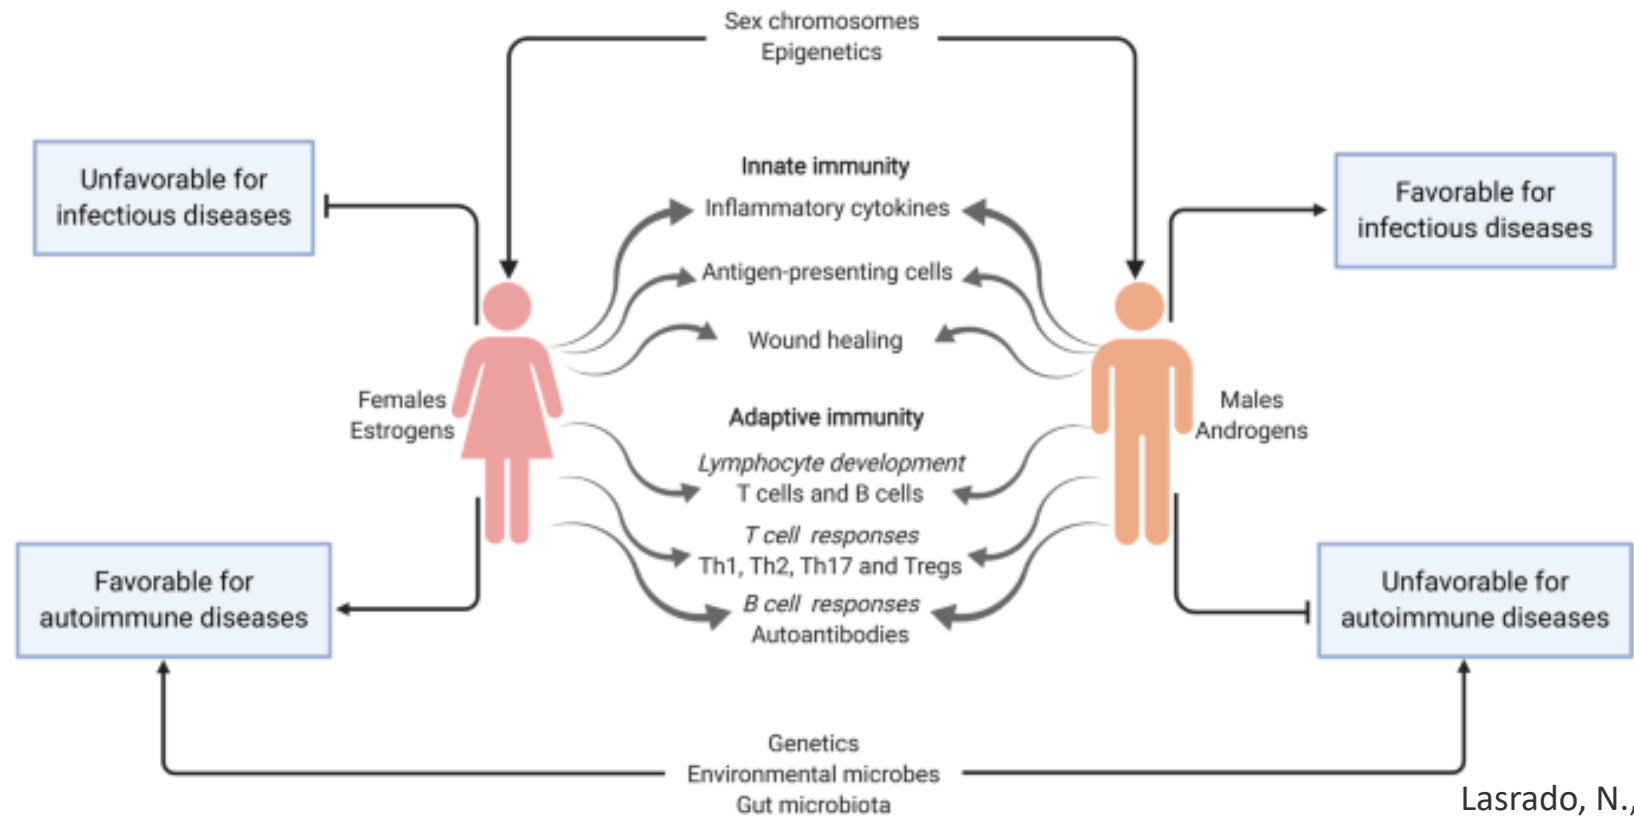 Sex chromosomes
Epigenetics
Unfavorable for
infectious diseases
Innate immunity
Inflammatory cytokines
Antigen-presenting cells
Wound healing
Favorable for
infectious diseases
Females
Estrogens
Adaptive immunity
Lymphocyte development
T cells and B cells
T cell responses
Th1, Th2, Th17 and Tregs
B cell responses
Autoantibodies
Males
Androgens
Favorable for
autoimmune diseases
Unfavorable for
autoimmune diseases
Genetics
Environmental microbes
Gut microbiota
Lasrado, N.,